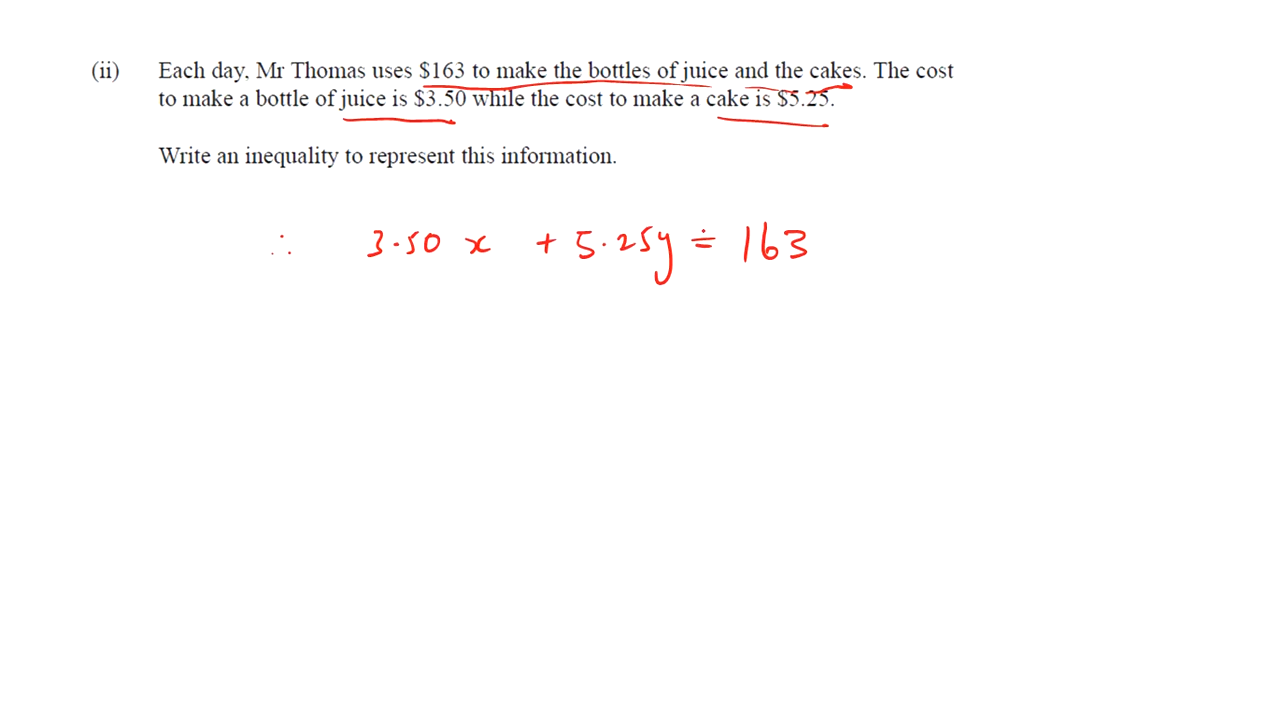 (ii) Each day, Mr Thomas uses $163 to make the bottles of juice and the cakes. The cost
to make a bottle of juice is $3.50 while the cost to make a cake is $5.25.
Write an inequality to represent this information.
∴ 3.50 x + 5.25y ≐ 163